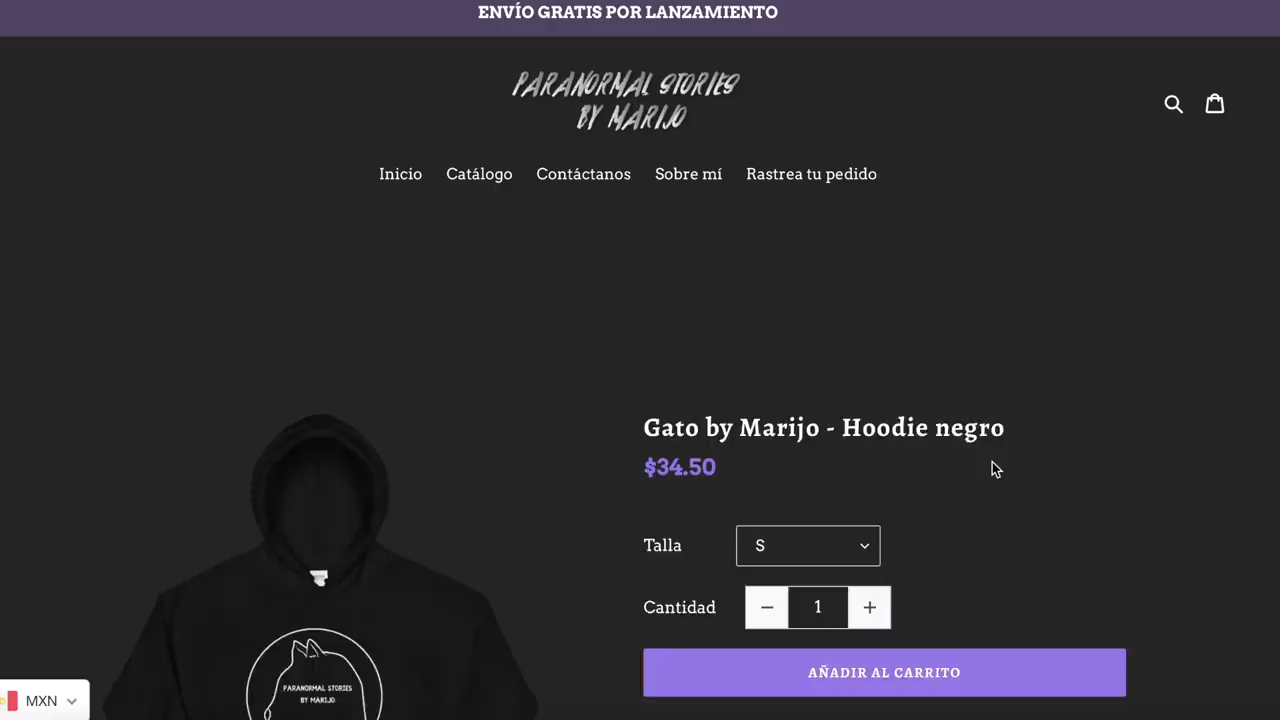 ENVÍO GRATIS POR LANZAMIENTO
PARANORMAL STORIES
BY MARIJO
Inicio Catálogo Contáctanos Sobre mí Rastrea tu pedido
Gato by Marijo - Hoodie negro
$34.50
Talla S
Cantidad − 1 +
AÑADIR AL CARRITO
PARANORMAL STORIES
BY MARIJO
MXN